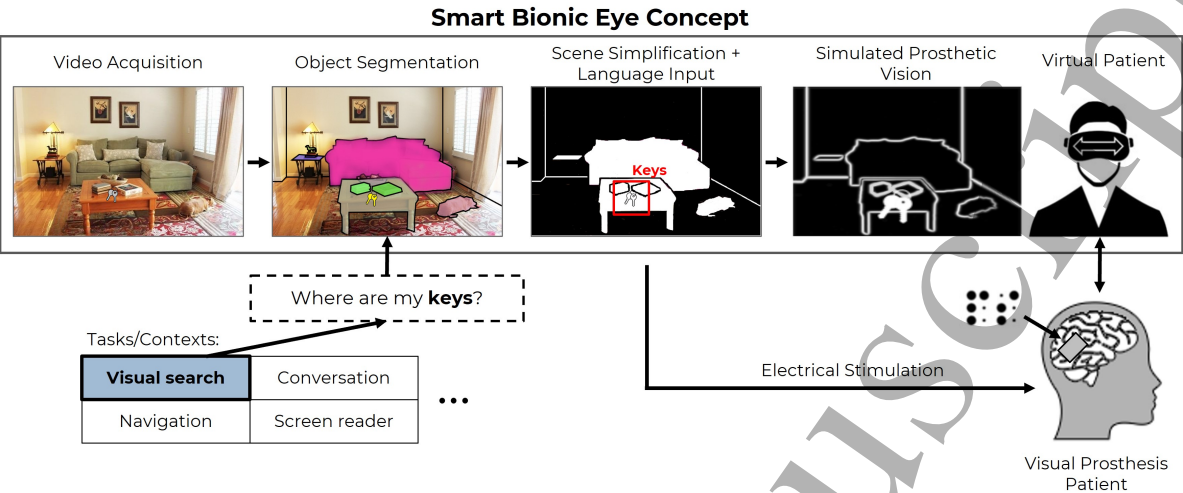 Smart Bionic Eye Concept
Video Acquisition
Object Segmentation
Scene Simplification +
Language Input
Simulated Prosthetic
Vision
Virtual Patient
Keys
Where are my keys?
Tasks/Contexts:
Visual search
Conversation
Navigation
Screen reader
...
Electrical Stimulation
Visual Prosthesis
Patient